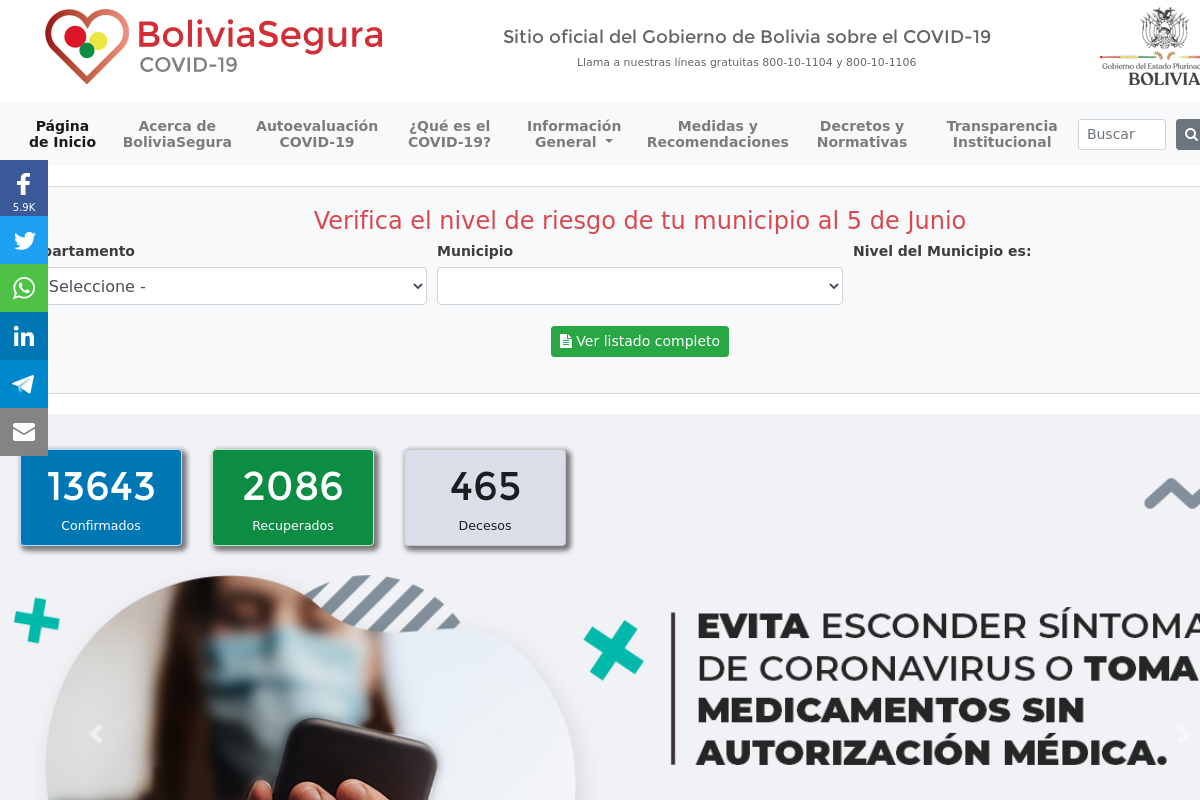 BoliviaSegura
COVID-19
Sitio oficial del Gobierno de Bolivia sobre el COVID-19
Llama a nuestras líneas gratuitas 800-10-1104 y 800-10-1106
Gobierno del Estado Plurinac
BOLIVIA
Página
de Inicio
Acerca de
BoliviaSegura
Autoevaluación
COVID-19
¿Qué es el
COVID-19?
Información
General
Medidas y
Recomendaciones
Decretos y
Normativas
Transparencia
Institucional
Buscar
5.9K
Verifica el nivel de riesgo de tu municipio al 5 de Junio
partamento
Municipio
Nivel del Municipio es:
Seleccione -
Ver listado completo
13643
Confirmados
2086
Recuperados
465
Decesos
EVITA ESCONDER SÍNTOMA
DE CORONAVIRUS O TOMA
MEDICAMENTOS SIN
AUTORIZACIÓN MÉDICA.